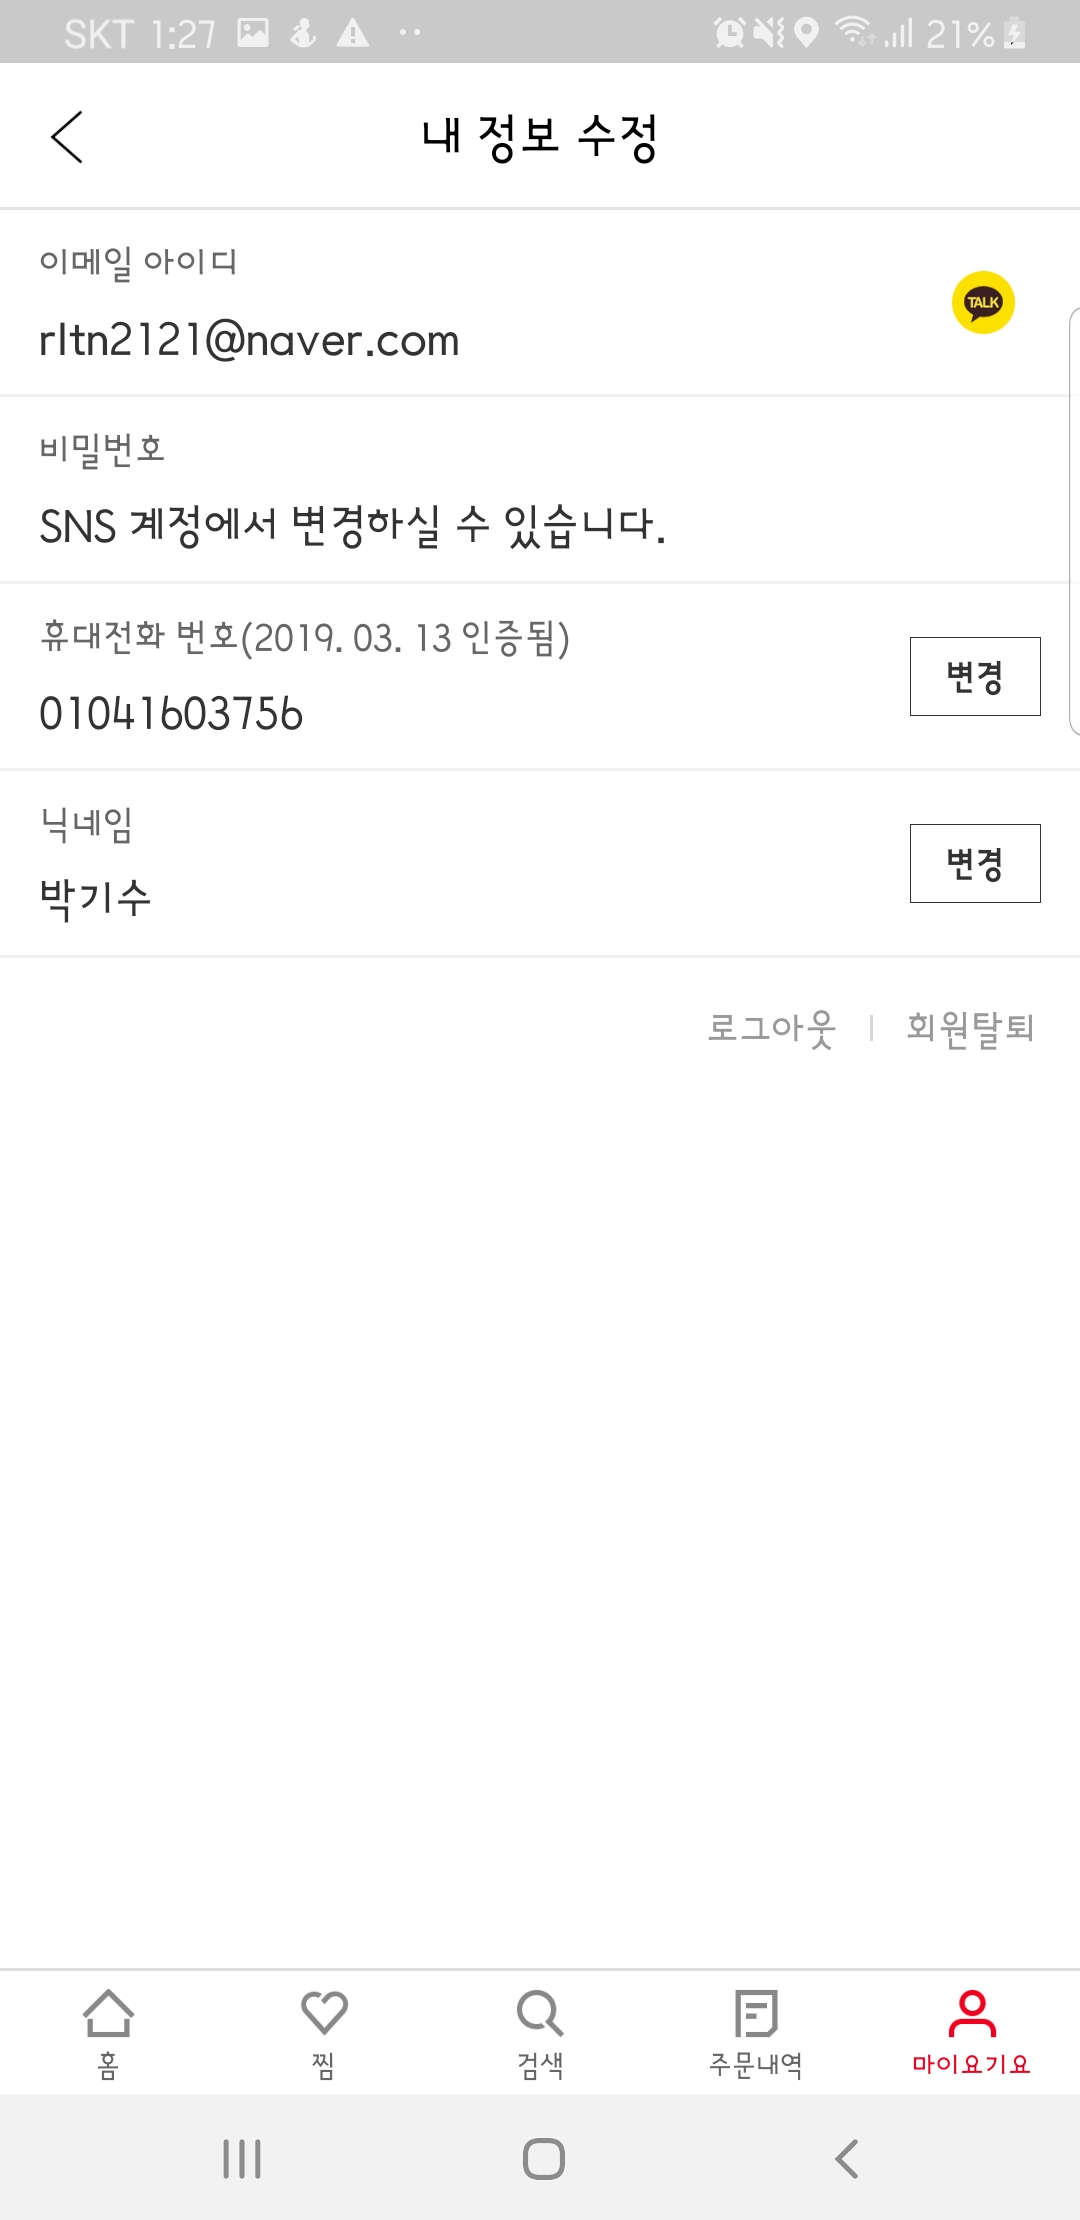 SKT 1:27 21%
내 정보 수정
이메일 아이디
TALK
rltn2121@naver.com
비밀번호
SNS 계정에서 변경하실 수 있습니다.
휴대전화 번호(2019. 03. 13 인증됨)
01041603756
변경
닉네임
박기수
변경
로그아웃 | 회원탈퇴
홈 찜 검색 주문내역 마이요기요